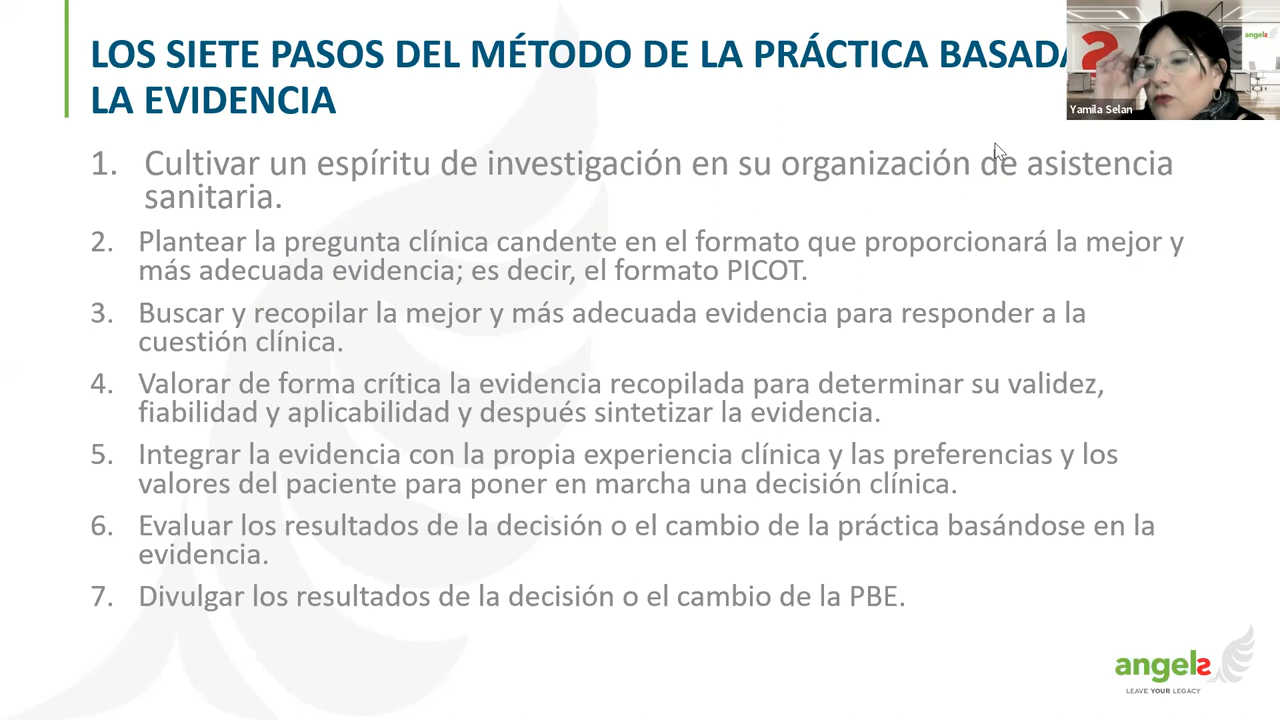 LOS SIETE PASOS DEL MÉTODO DE LA PRÁCTICA BASADA
LA EVIDENCIA
angels
Yamila Selan
1. Cultivar un espíritu de investigación en su organización de asistencia
sanitaria.
2. Plantear la pregunta clínica candente en el formato que proporcionará la mejor y
más adecuada evidencia; es decir, el formato PICOT.
3. Buscar y recopilar la mejor y más adecuada evidencia para responder a la
cuestión clínica.
4. Valorar de forma crítica la evidencia recopilada para determinar su validez,
fiabilidad y aplicabilidad y después sintetizar la evidencia.
5. Integrar la evidencia con la propia experiencia clínica y las preferencias y los
valores del paciente para poner en marcha una decisión clínica.
6. Evaluar los resultados de la decisión o el cambio de la práctica basándose en la
evidencia.
7. Divulgar los resultados de la decisión o el cambio de la PBE.
angels
LEAVE YOUR LEGACY